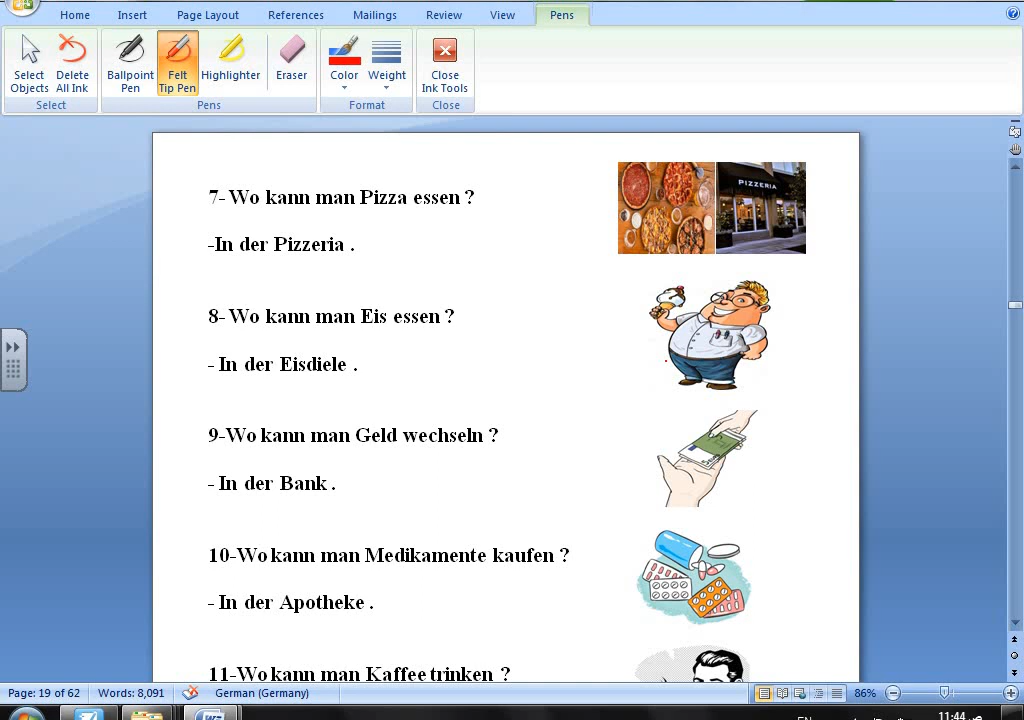 Home Insert Page Layout References Mailings Review View Pens
Select Objects
Delete All Ink
Ballpoint Pen
Felt Tip Pen
Highlighter
Eraser
Color
Weight
Close Ink Tools
Select Pens Format Close
7- Wo kann man Pizza essen ?
PIZZERIA
-In der Pizzeria .
8- Wo kann man Eis essen ?
- In der Eisdiele .
9-Wo kann man Geld wechseln ?
- In der Bank .
10-Wo kann man Medikamente kaufen ?
- In der Apotheke .
11-Wo kann man Kaffee trinken ?
Page: 19 of 62 Words: 8,091 German (Germany) 86%
EN 11:44 ص